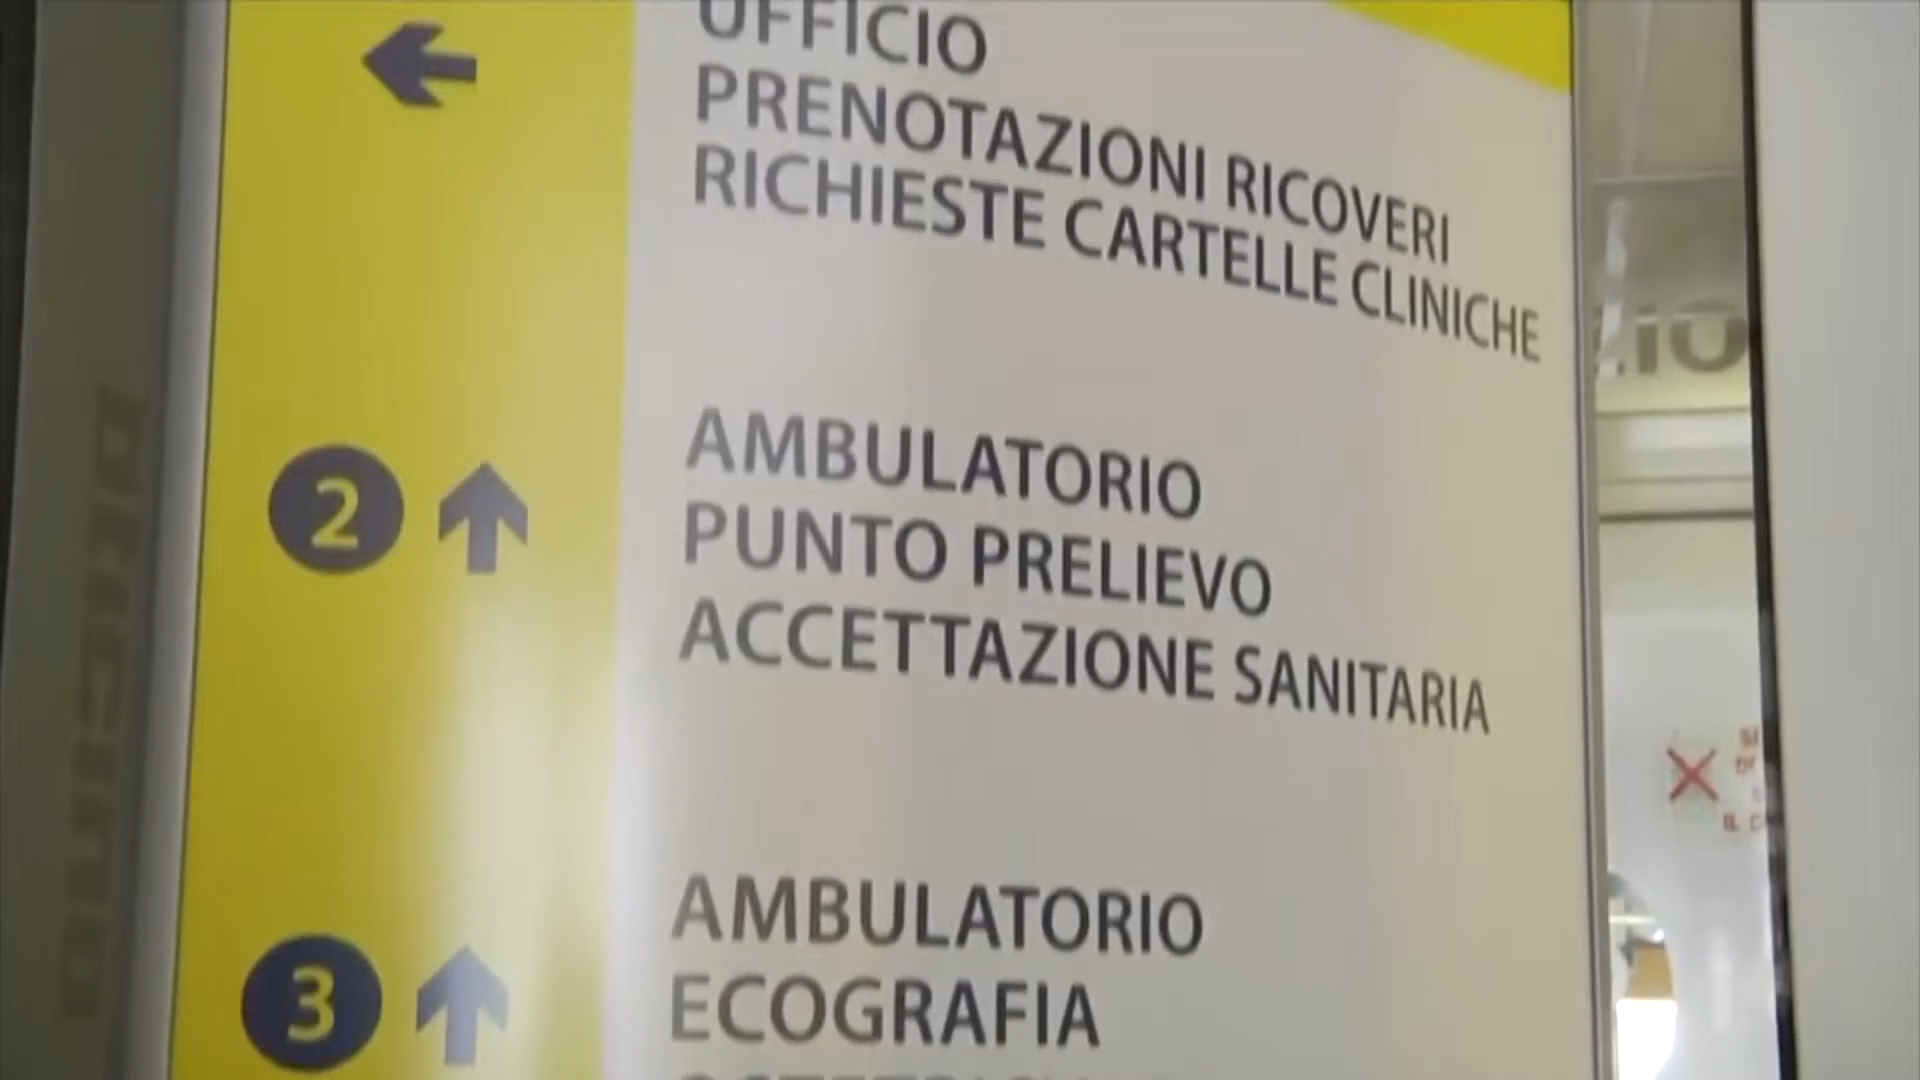 UFFICIO
PRENOTAZIONI RICOVERI
RICHIESTE CARTELLE CLINICHE
2
AMBULATORIO
PUNTO PRELIEVO
ACCETTAZIONE SANITARIA
3
AMBULATORIO
ECOGRAFIA